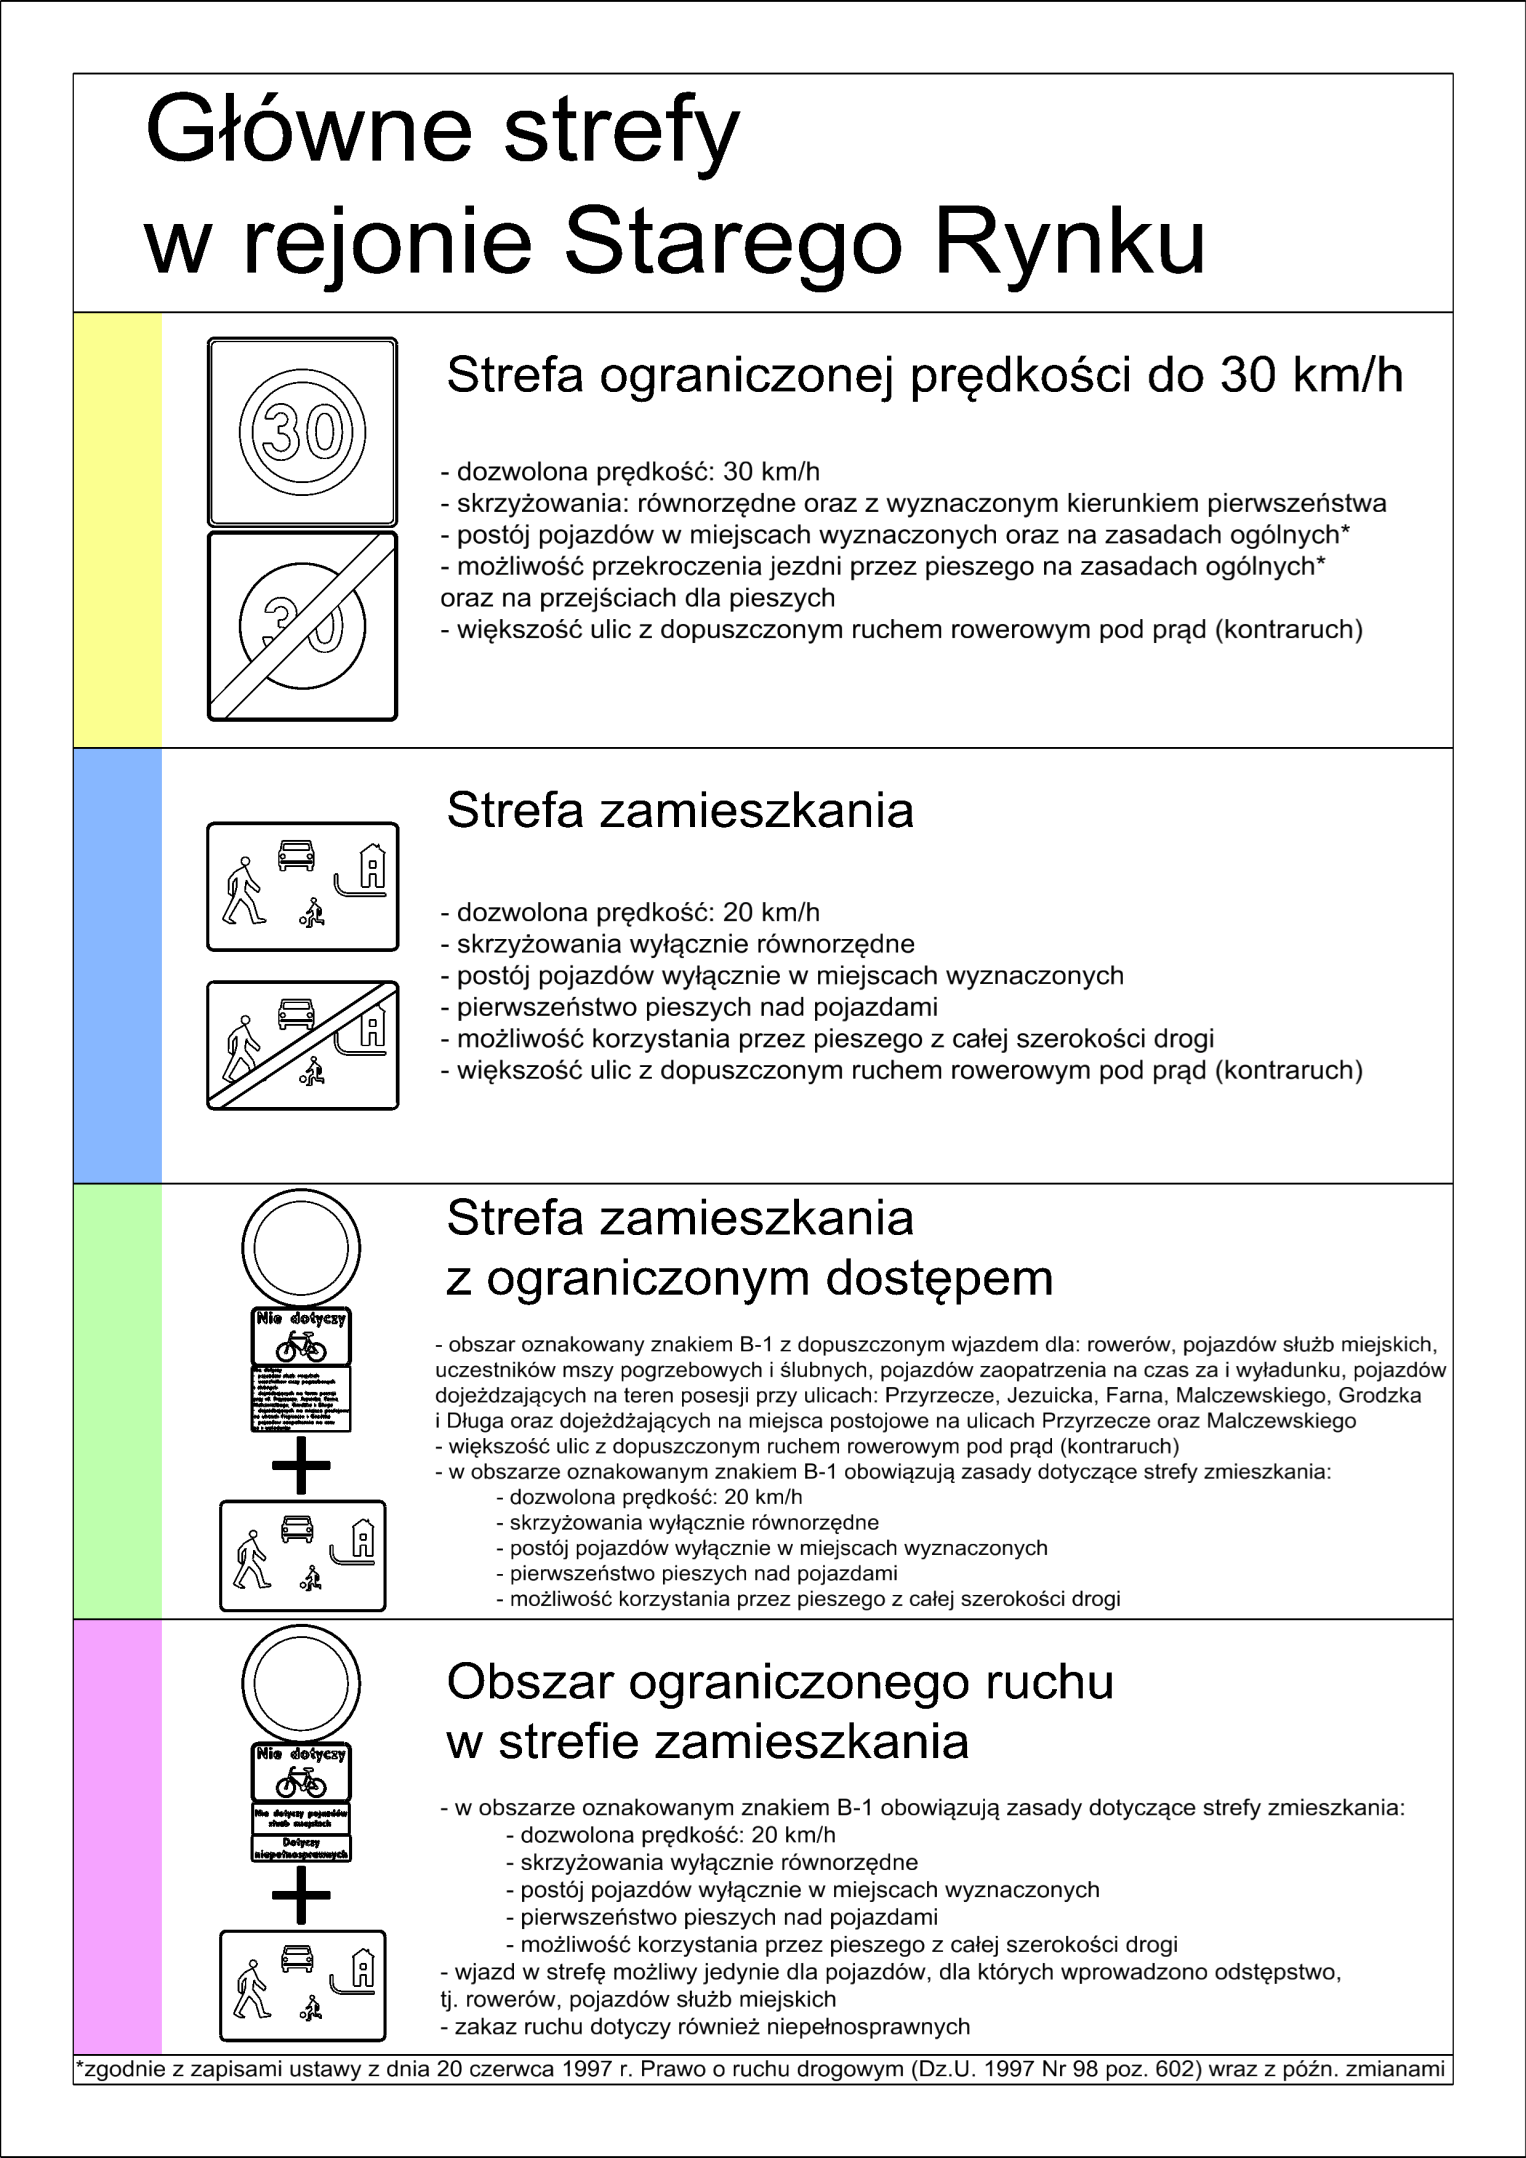 Główne strefy
w rejonie Starego Rynku
30
Strefa ograniczonej prędkości do 30 km/h
- dozwolona prędkość: 30 km/h
- skrzyżowania: równorzędne oraz z wyznaczonym kierunkiem pierwszeństwa
- postój pojazdów w miejscach wyznaczonych oraz na zasadach ogólnych*
- możliwość przekroczenia jezdni przez pieszego na zasadach ogólnych*
oraz na przejściach dla pieszych
- większość ulic z dopuszczonym ruchem rowerowym pod prąd (kontraruch)
30
Strefa zamieszkania
- dozwolona prędkość: 20 km/h
- skrzyżowania wyłącznie równorzędne
- postój pojazdów wyłącznie w miejscach wyznaczonych
- pierwszeństwo pieszych nad pojazdami
- możliwość korzystania przez pieszego z całej szerokości drogi
- większość ulic z dopuszczonym ruchem rowerowym pod prąd (kontraruch)
Strefa zamieszkania
z ograniczonym dostępem
Nie dotyczy
- obszar oznakowany znakiem B-1 z dopuszczonym wjazdem dla: rowerów, pojazdów służb miejskich,
uczestników mszy pogrzebowych i ślubnych, pojazdów zaopatrzenia na czas za i wyładunku, pojazdów
dojeżdzających na teren posesji przy ulicach: Przyrzecze, Jezuicka, Farna, Malczewskiego, Grodzka
i Długa oraz dojeżdżających na miejsca postojowe na ulicach Przyrzecze oraz Malczewskiego
- większość ulic z dopuszczonym ruchem rowerowym pod prąd (kontraruch)
- w obszarze oznakowanym znakiem B-1 obowiązują zasady dotyczące strefy zmieszkania:
- dozwolona prędkość: 20 km/h
- skrzyżowania wyłącznie równorzędne
- postój pojazdów wyłącznie w miejscach wyznaczonych
- pierwszeństwo pieszych nad pojazdami
- możliwość korzystania przez pieszego z całej szerokości drogi
Obszar ograniczonego ruchu
w strefie zamieszkania
Nie dotyczy
Nie dotyczy pojazdów
służb miejskich
Dotyczy
niepełnosprawnych
- w obszarze oznakowanym znakiem B-1 obowiązują zasady dotyczące strefy zmieszkania:
- dozwolona prędkość: 20 km/h
- skrzyżowania wyłącznie równorzędne
- postój pojazdów wyłącznie w miejscach wyznaczonych
- pierwszeństwo pieszych nad pojazdami
- możliwość korzystania przez pieszego z całej szerokości drogi
- wjazd w strefę możliwy jedynie dla pojazdów, dla których wprowadzono odstępstwo,
tj. rowerów, pojazdów służb miejskich
- zakaz ruchu dotyczy również niepełnosprawnych
*zgodnie z zapisami ustawy z dnia 20 czerwca 1997 r. Prawo o ruchu drogowym (Dz.U. 1997 Nr 98 poz. 602) wraz z późn. zmianami